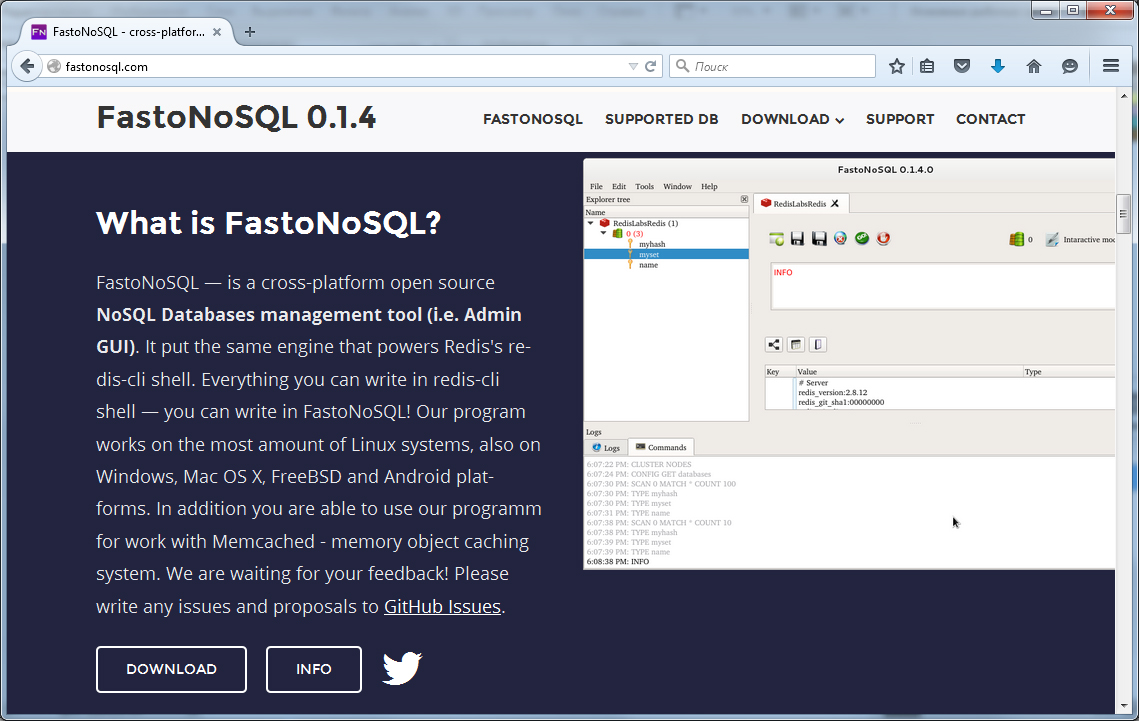 FastoNoSQL - cross-platfor...
fastonosql.com
Поиск
FastoNoSQL 0.1.4
FASTONOSQL SUPPORTED DB DOWNLOAD SUPPORT CONTACT
What is FastoNoSQL?
FastoNoSQL — is a cross-platform open source
NoSQL Databases management tool (i.e. Admin
GUI). It put the same engine that powers Redis's re-
dis-cli shell. Everything you can write in redis-cli
shell — you can write in FastoNoSQL! Our program
works on the most amount of Linux systems, also on
Windows, Mac OS X, FreeBSD and Android plat-
forms. In addition you are able to use our programm
for work with Memcached - memory object caching
system. We are waiting for your feedback! Please
write any issues and proposals to GitHub Issues.
DOWNLOAD INFO
FastoNoSQL 0.1.4.0
File Edit Tools Window Help
Explorer tree
Name
RedisLabsRedis (1)
0 (3)
myhash
myset
name
RedisLabsRedis
0 Intaractive mod
INFO
Key Value Type
# Server
redis_version:2.8.12
redis_git_sha1:00000000
Logs
Logs Commands
6:07:22 PM: CLUSTER NODES
6:07:24 PM: CONFIG GET databases
6:07:30 PM: SCAN 0 MATCH * COUNT 100
6:07:30 PM: TYPE myhash
6:07:30 PM: TYPE myset
6:07:31 PM: TYPE name
6:07:38 PM: SCAN 0 MATCH * COUNT 10
6:07:38 PM: TYPE myhash
6:07:39 PM: TYPE myset
6:07:39 PM: TYPE name
6:08:38 PM: INFO